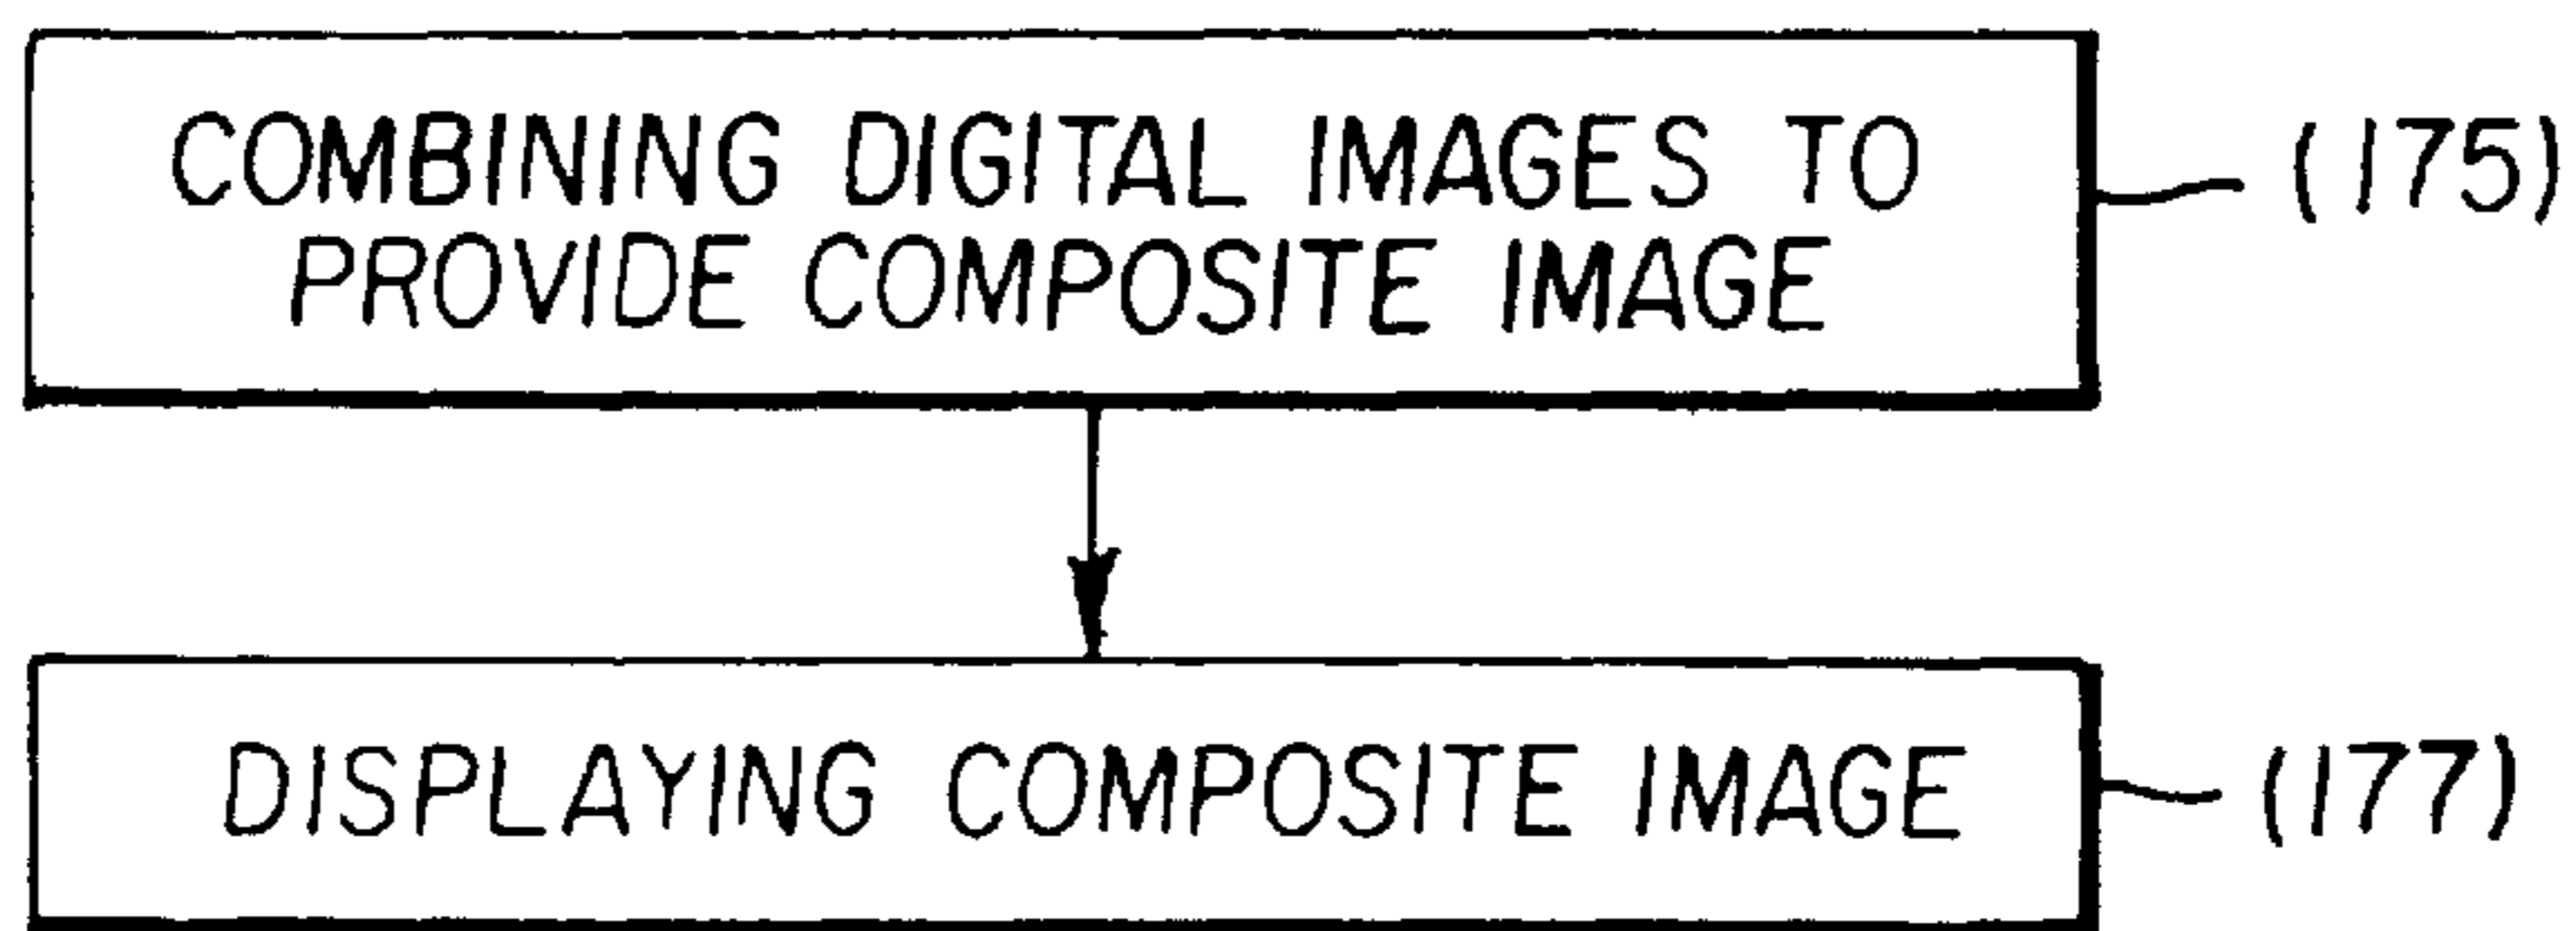 COMBINING DIGITAL IMAGES TO
PROVIDE COMPOSITE IMAGE
(175)
DISPLAYING COMPOSITE IMAGE
(177)